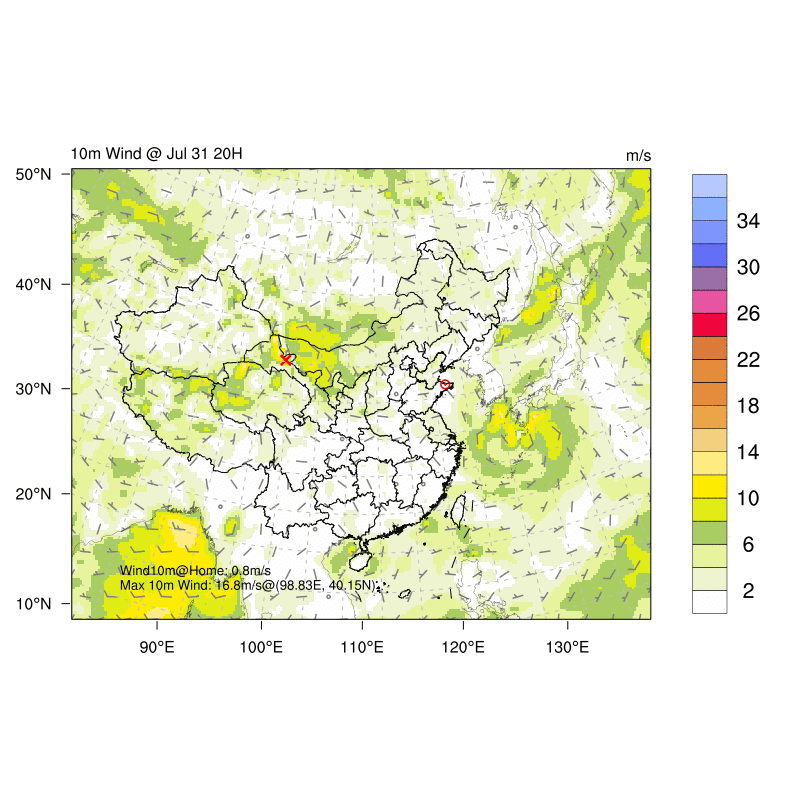 10m Wind @ Jul 31 20H
m/s
50°N
40°N
30°N
20°N
10°N
90°E
100°E
110°E
120°E
130°E
34
30
26
22
18
14
10
6
2
Wind10m@Home: 0.8m/s
Max 10m Wind: 16.8m/s@(98.83E, 40.15N)